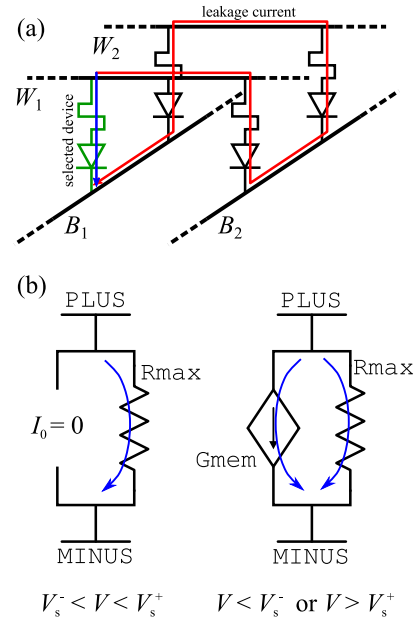 (a)
leakage current
W₂
W₁
selected device
B₁
B₂
(b)
PLUS
PLUS
Rmax
Rmax
I₀ = 0
Gmem
MINUS
MINUS
Vₛ⁻ < V < Vₛ⁺
V < Vₛ⁻ or V > Vₛ⁺